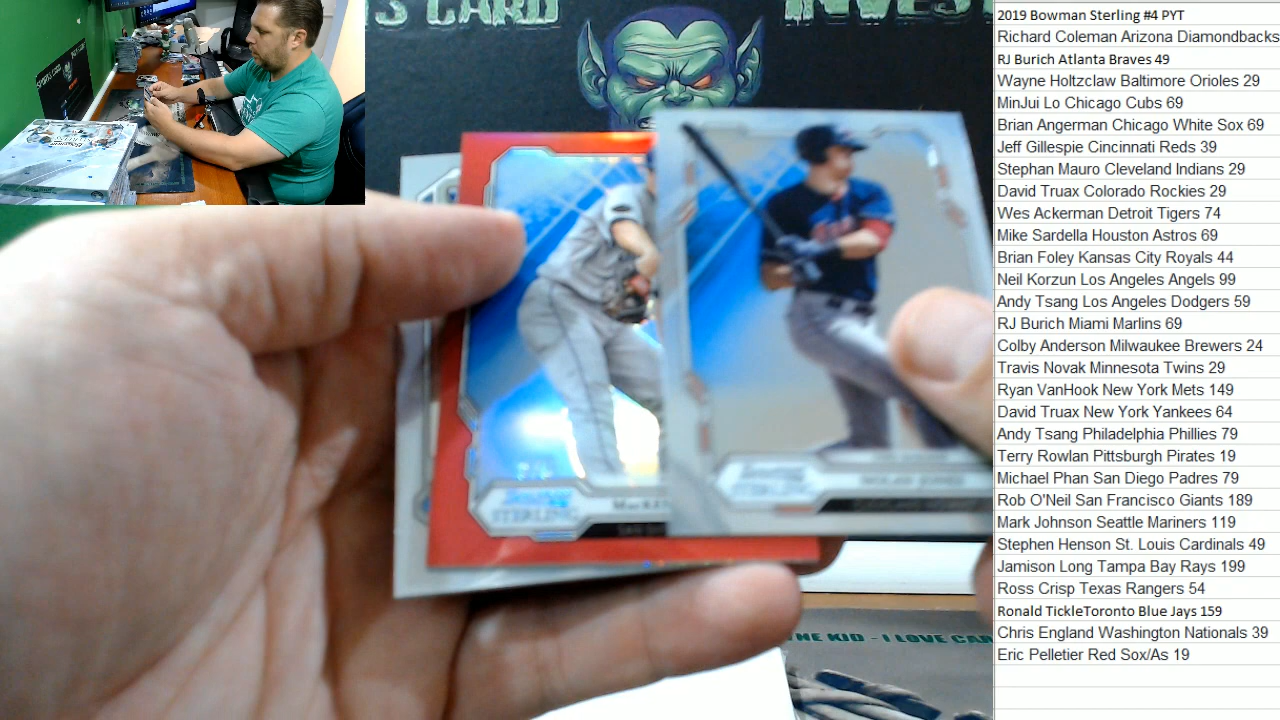 S CARD INVEST
2019 Bowman Sterling #4 PYT
Richard Coleman Arizona Diamondbacks
RJ Burich Atlanta Braves 49
Wayne Holtzclaw Baltimore Orioles 29
MinJui Lo Chicago Cubs 69
Brian Angerman Chicago White Sox 69
Jeff Gillespie Cincinnati Reds 39
Stephan Mauro Cleveland Indians 29
David Truax Colorado Rockies 29
Wes Ackerman Detroit Tigers 74
Mike Sardella Houston Astros 69
Brian Foley Kansas City Royals 44
Neil Korzun Los Angeles Angels 99
Andy Tsang Los Angeles Dodgers 59
RJ Burich Miami Marlins 69
Colby Anderson Milwaukee Brewers 24
Travis Novak Minnesota Twins 29
Ryan VanHook New York Mets 149
David Truax New York Yankees 64
Andy Tsang Philadelphia Phillies 79
Terry Rowlan Pittsburgh Pirates 19
Michael Phan San Diego Padres 79
Rob O'Neil San Francisco Giants 189
Mark Johnson Seattle Mariners 119
Stephen Henson St. Louis Cardinals 49
Jamison Long Tampa Bay Rays 199
Ross Crisp Texas Rangers 54
Ronald TickleToronto Blue Jays 159
Chris England Washington Nationals 39
Eric Pelletier Red Sox/As 19
STERLING
MacKEN
STERLING
NOLAN JONES
THE KID - I LOVE CAR